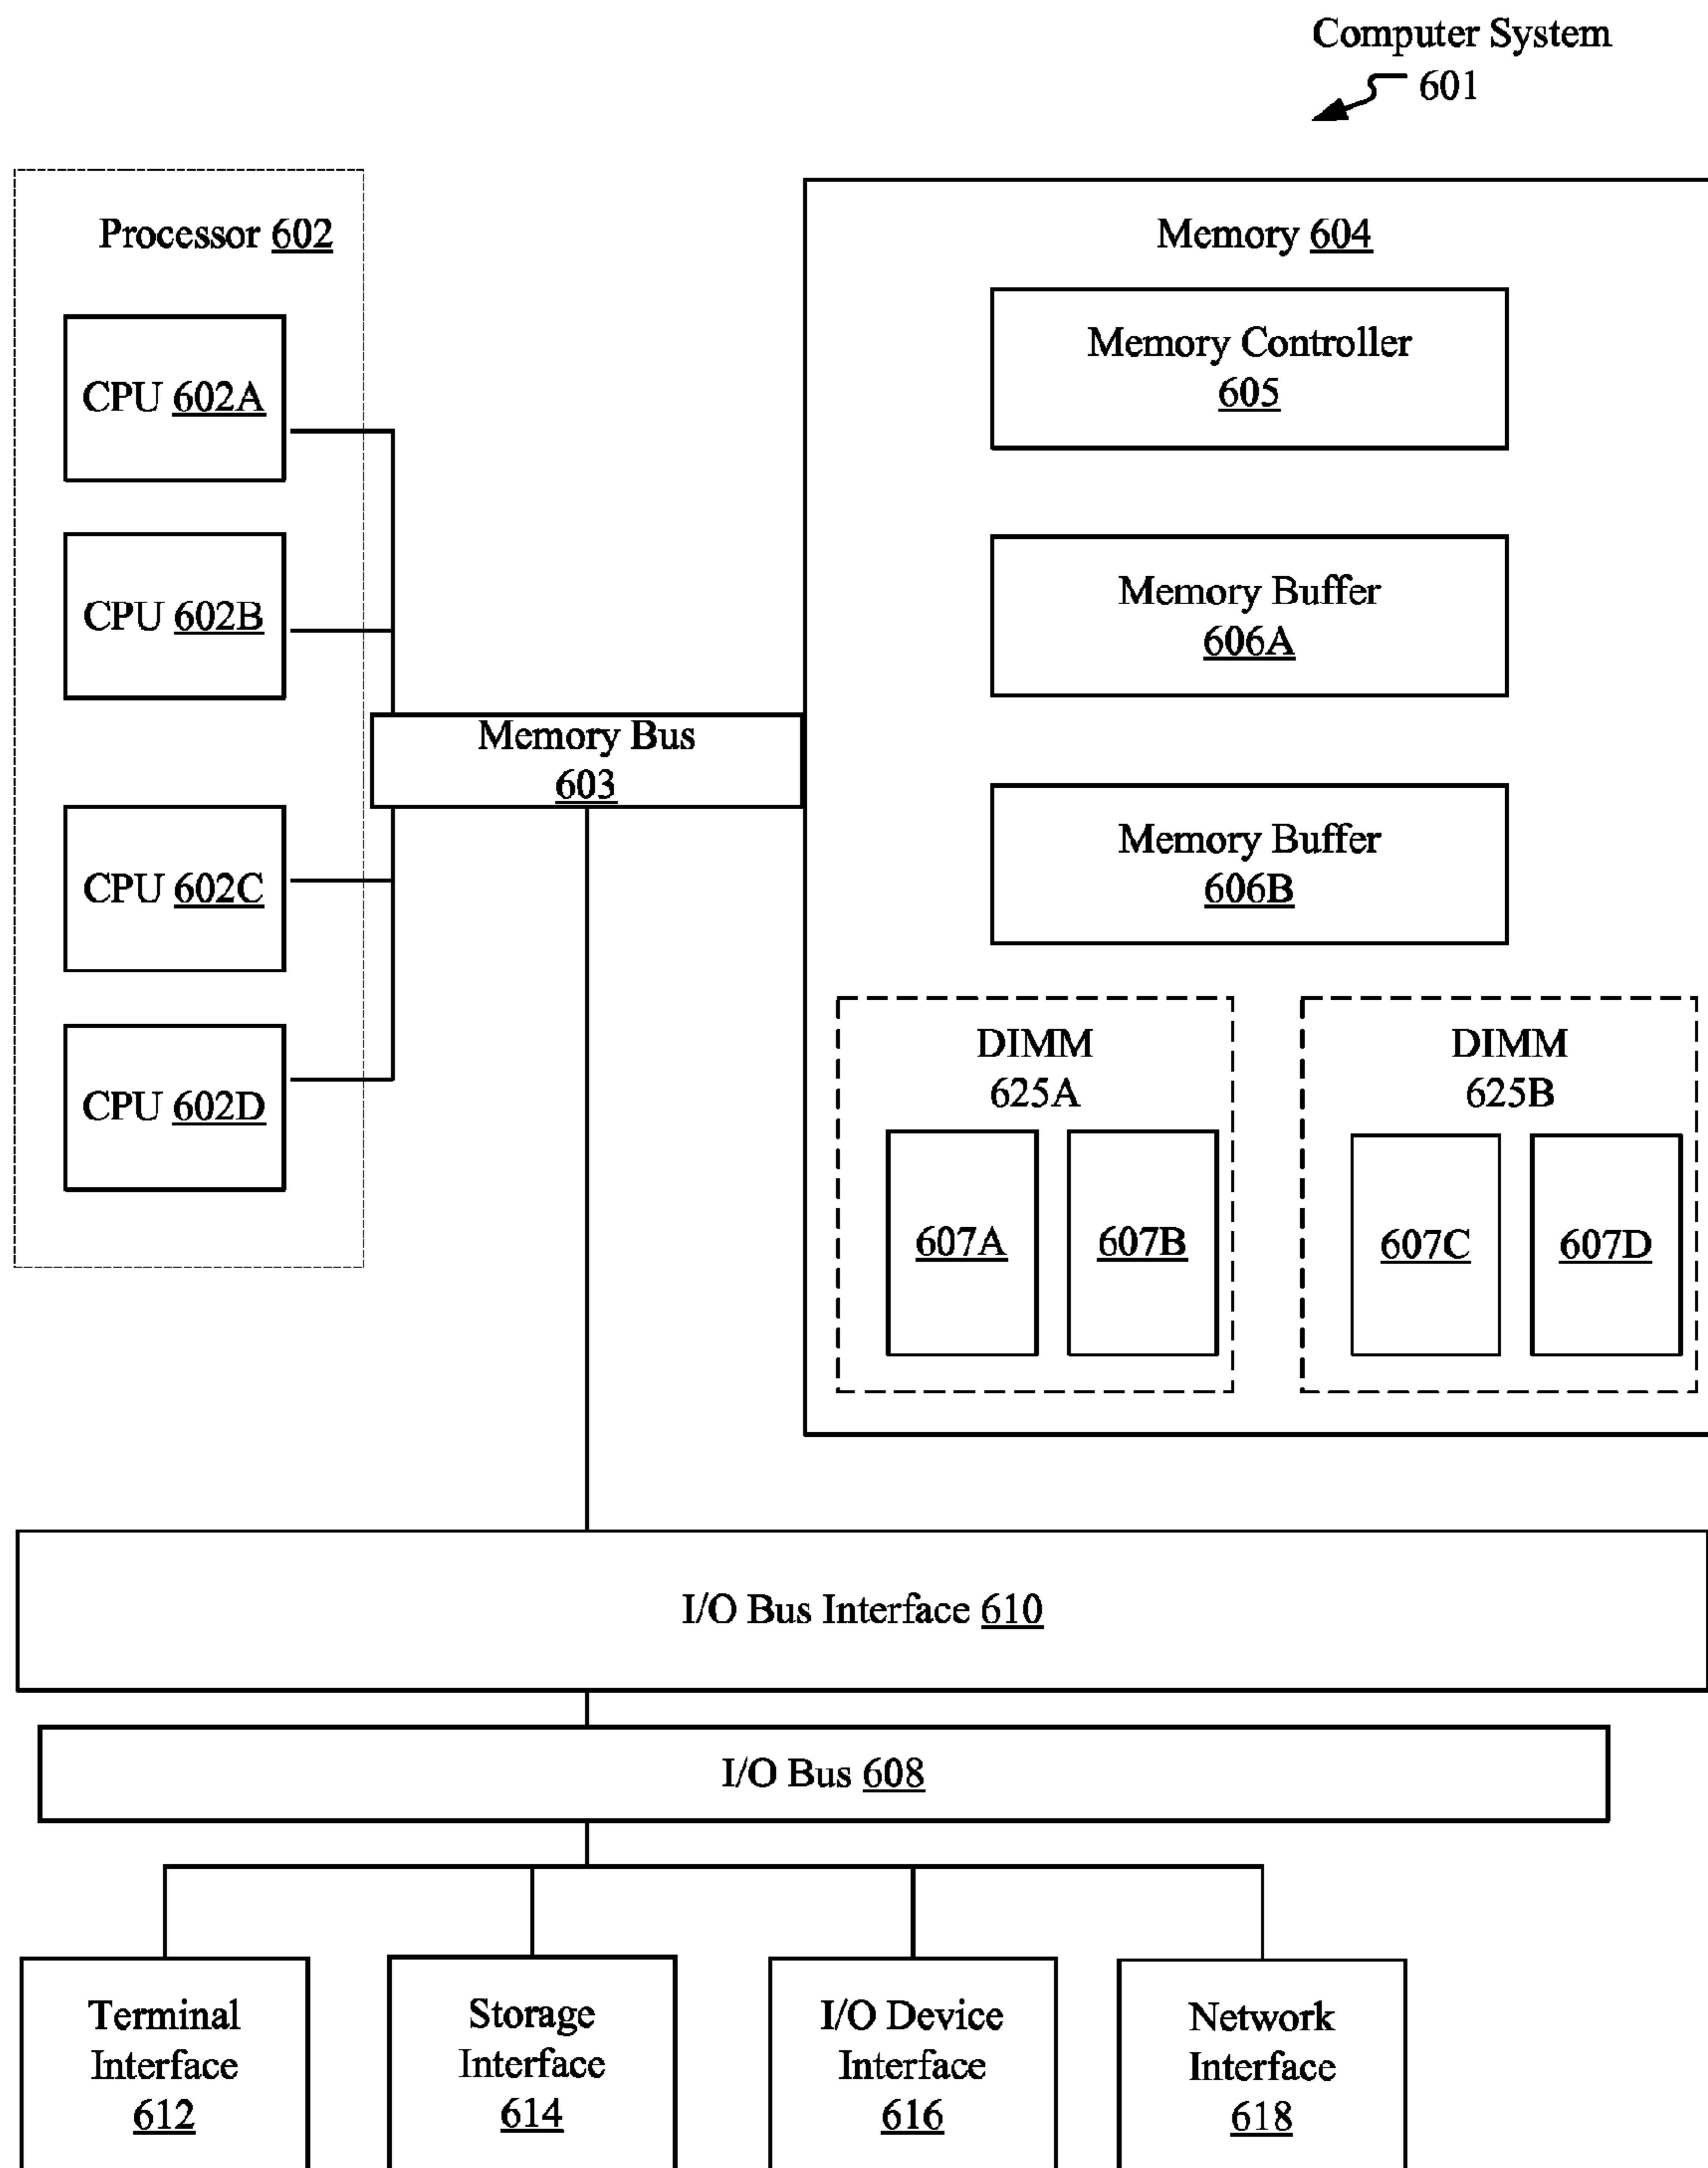 Computer System
601
Processor 602
CPU 602A
CPU 602B
CPU 602C
CPU 602D
Memory Bus
603
Memory 604
Memory Controller
605
Memory Buffer
606A
Memory Buffer
606B
DIMM
625A
607A
607B
DIMM
625B
607C
607D
I/O Bus Interface 610
I/O Bus 608
Terminal
Interface
612
Storage
Interface
614
I/O Device
Interface
616
Network
Interface
618